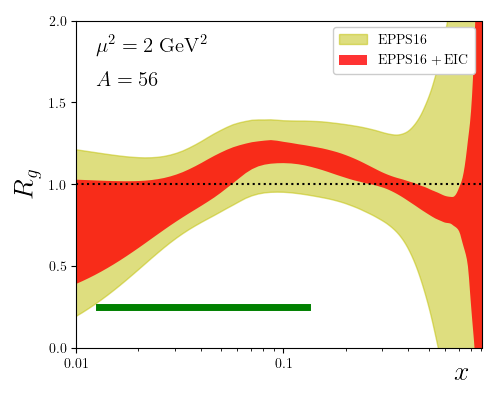 μ² = 2 GeV²
A = 56
EPPS16
EPPS16 + EIC
2.0
1.5
1.0
0.5
0.0
R_g
0.01
0.1
x